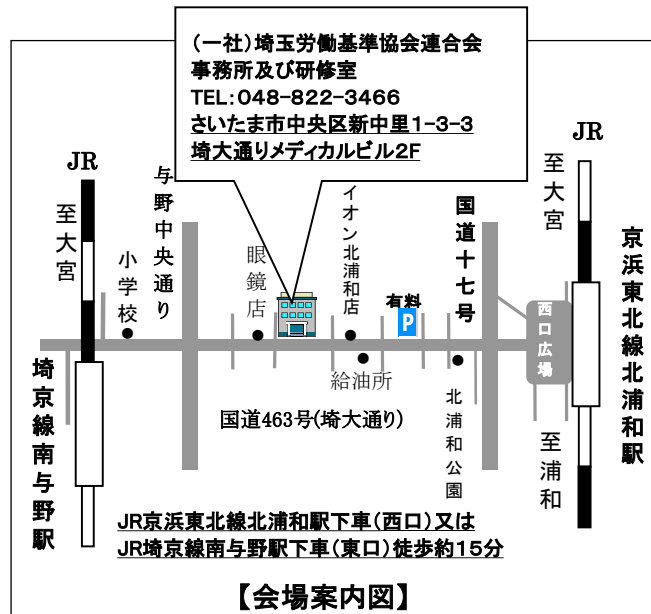 (一社)埼玉労働基準協会連合会
事務所及び研修室
TEL:048-822-3466
さいたま市中央区新中里1-3-3
埼大通りメディカルビル2F
JR
至大宮
小学校
与野中央通り
眼鏡店
イオン北浦和店
有料
P
国道十七号
JR
至大宮
西口広場
京浜東北線北浦和駅
埼京線南与野駅
給油所
国道463号(埼大通り)
北浦和公園
至浦和
JR京浜東北線北浦和駅下車(西口)又は
JR埼京線南与野駅下車(東口)徒歩約15分
【会場案内図】